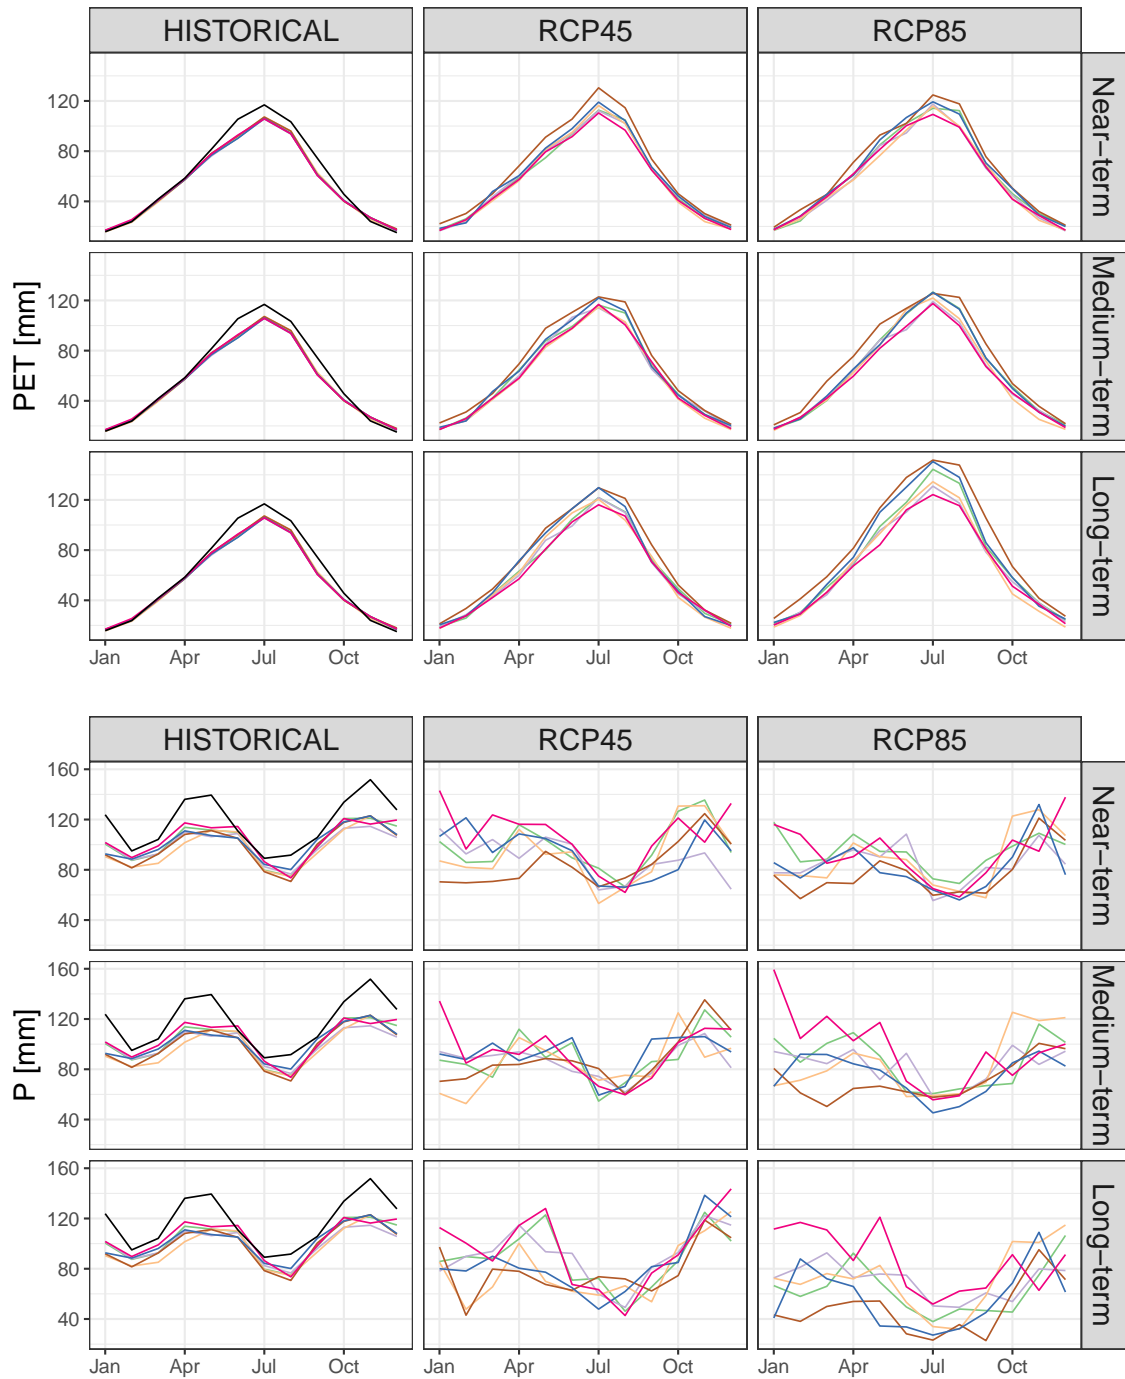 HISTORICAL RCP45 RCP85
120
80
40
Near−term
120
80
40
Medium−term
PET [mm]
120
80
40
Long−term
Jan Apr Jul Oct Jan Apr Jul Oct Jan Apr Jul Oct
HISTORICAL RCP45 RCP85
160
120
80
40
Near−term
160
120
80
40
Medium−term
P [mm]
160
120
80
40
Long−term
Jan Apr Jul Oct Jan Apr Jul Oct Jan Apr Jul Oct